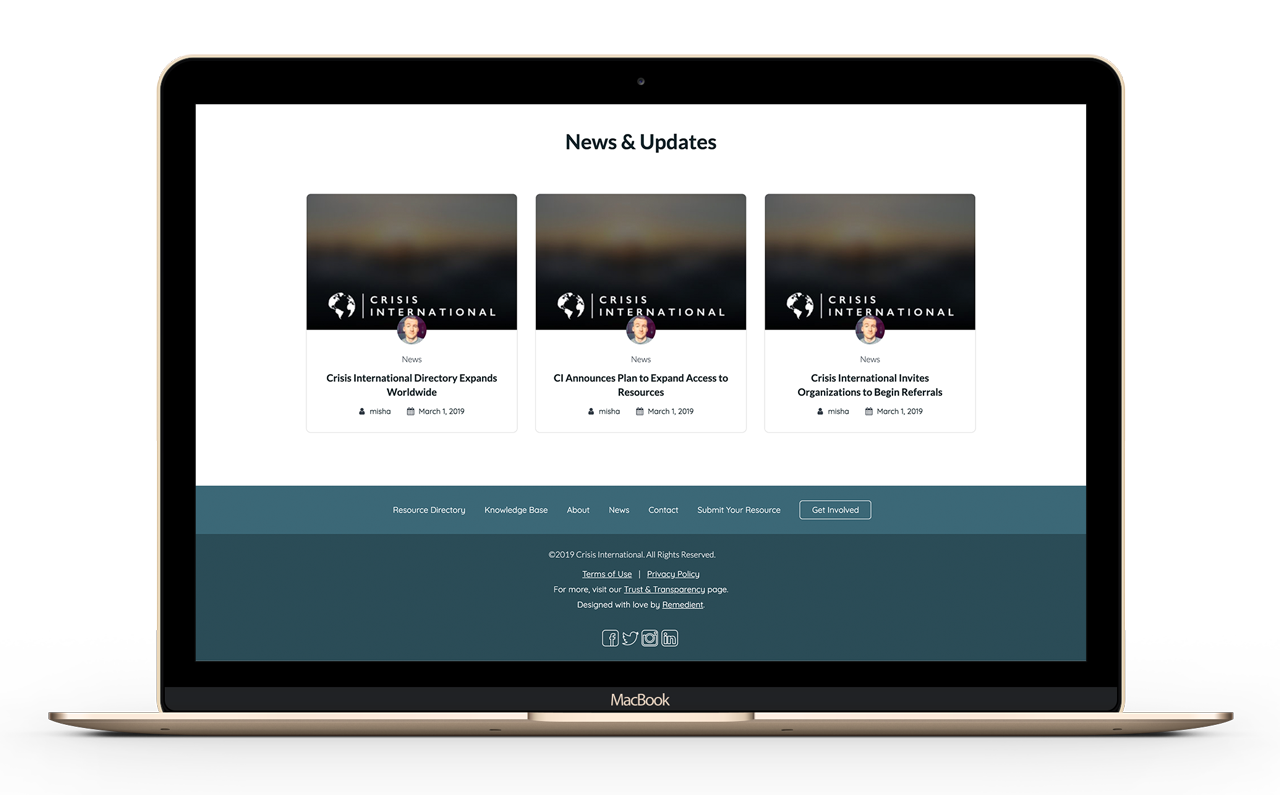 News & Updates
CRISIS
INTERNATIONAL
CRISIS
INTERNATIONAL
CRISIS
INTERNATIONAL
News
Crisis International Directory Expands
Worldwide
misha March 1, 2019
News
CI Announces Plan to Expand Access to
Resources
misha March 1, 2019
News
Crisis International Invites
Organizations to Begin Referrals
misha March 1, 2019
Resource Directory Knowledge Base About News Contact Submit Your Resource Get Involved
©2019 Crisis International. All Rights Reserved.
Terms of Use | Privacy Policy
For more, visit our Trust & Transparency page.
Designed with love by Remedient.
MacBook